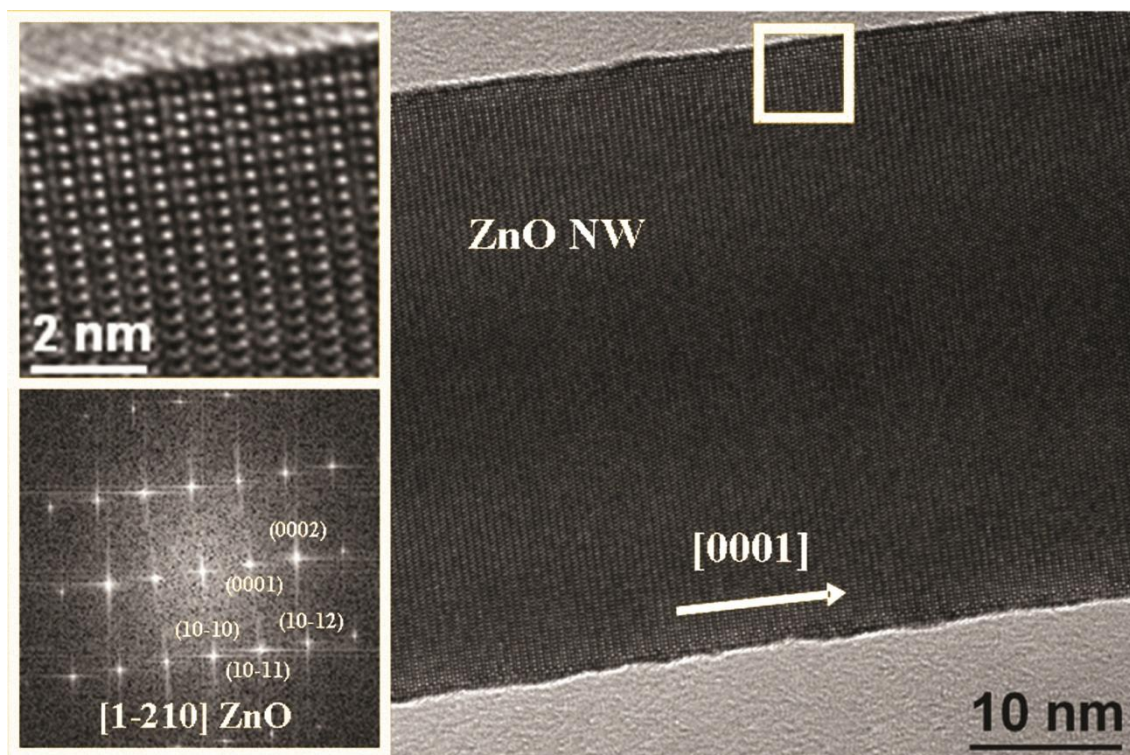 2 nm
(0002)
(0001)
(10-10)
(10-12)
(10-11)
[1-210] ZnO
ZnO NW
[0001]
10 nm